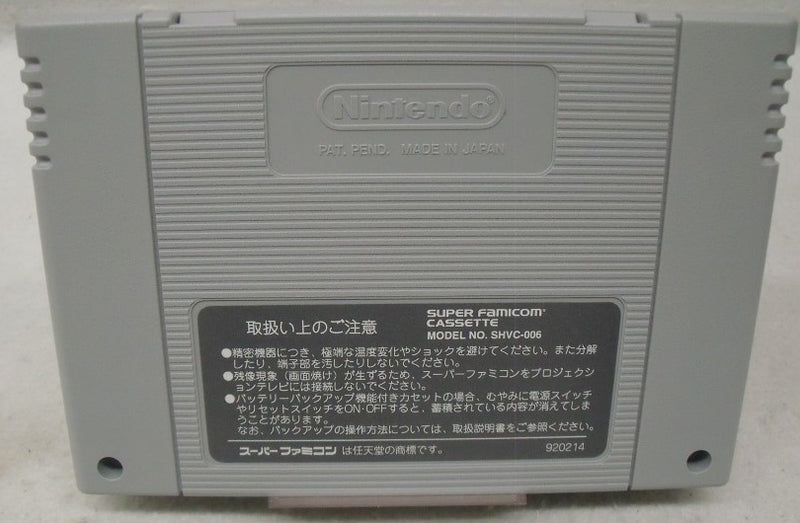 Nintendo®
PAT. PEND. MADE IN JAPAN
取扱い上のご注意
SUPER FAMICOM
CASSETTE
MODEL NO. SHVC-006
●精密機器につき、極端な温度変化やショックを避けてください。また分解
したり、端子部を汚したりしないでください。
●残像現象（画面焼け）が生ずるため、スーパーファミコンをプロジェクシ
ョンテレビには接続しないでください。
●バッテリーバックアップ機能付きカセットの場合、むやみに電源スイッチ
やリセットスイッチをON・OFFすると、蓄積されている内容が消えてしま
うことがあります。
なお、バックアップの操作方法については、取扱説明書をご参照ください。
スーパーファミコン は任天堂の商標です。
920214